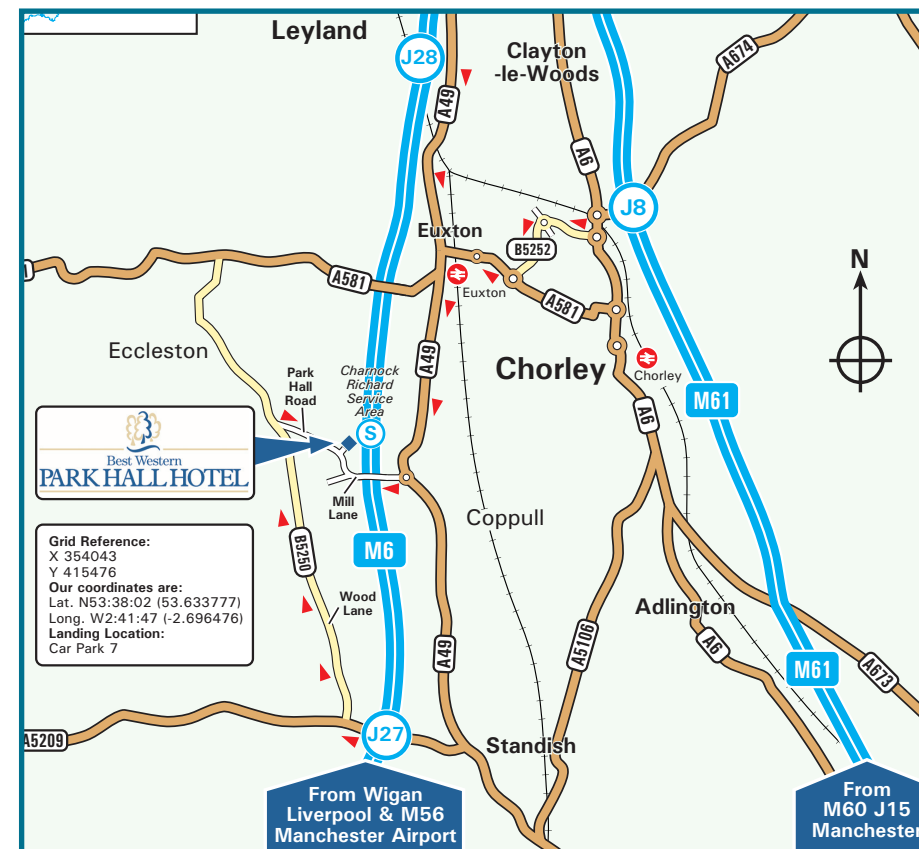 Leyland
J28
Clayton
-le-Woods
A674
A49
A6
J8
Euxton
B5252
A581
Euxton
A581
N
Eccleston
A49
Charnock
Richard
Service
Area
Chorley
Chorley
Park
Hall
Road
S
A6
M61
Best Western
PARK HALL HOTEL
Mill
Lane
Coppull
Grid Reference:
X 354043
Y 415476
Our coordinates are:
Lat. N53:38:02 (53.633777)
Long. W2:41:47 (-2.696476)
Landing Location:
Car Park 7
B5250
M6
Wood
Lane
Adlington
A49
A5106
A6
M61
A673
A5209
J27
Standish
From Wigan
Liverpool & M56
Manchester Airport
From
M60 J15
Manchester